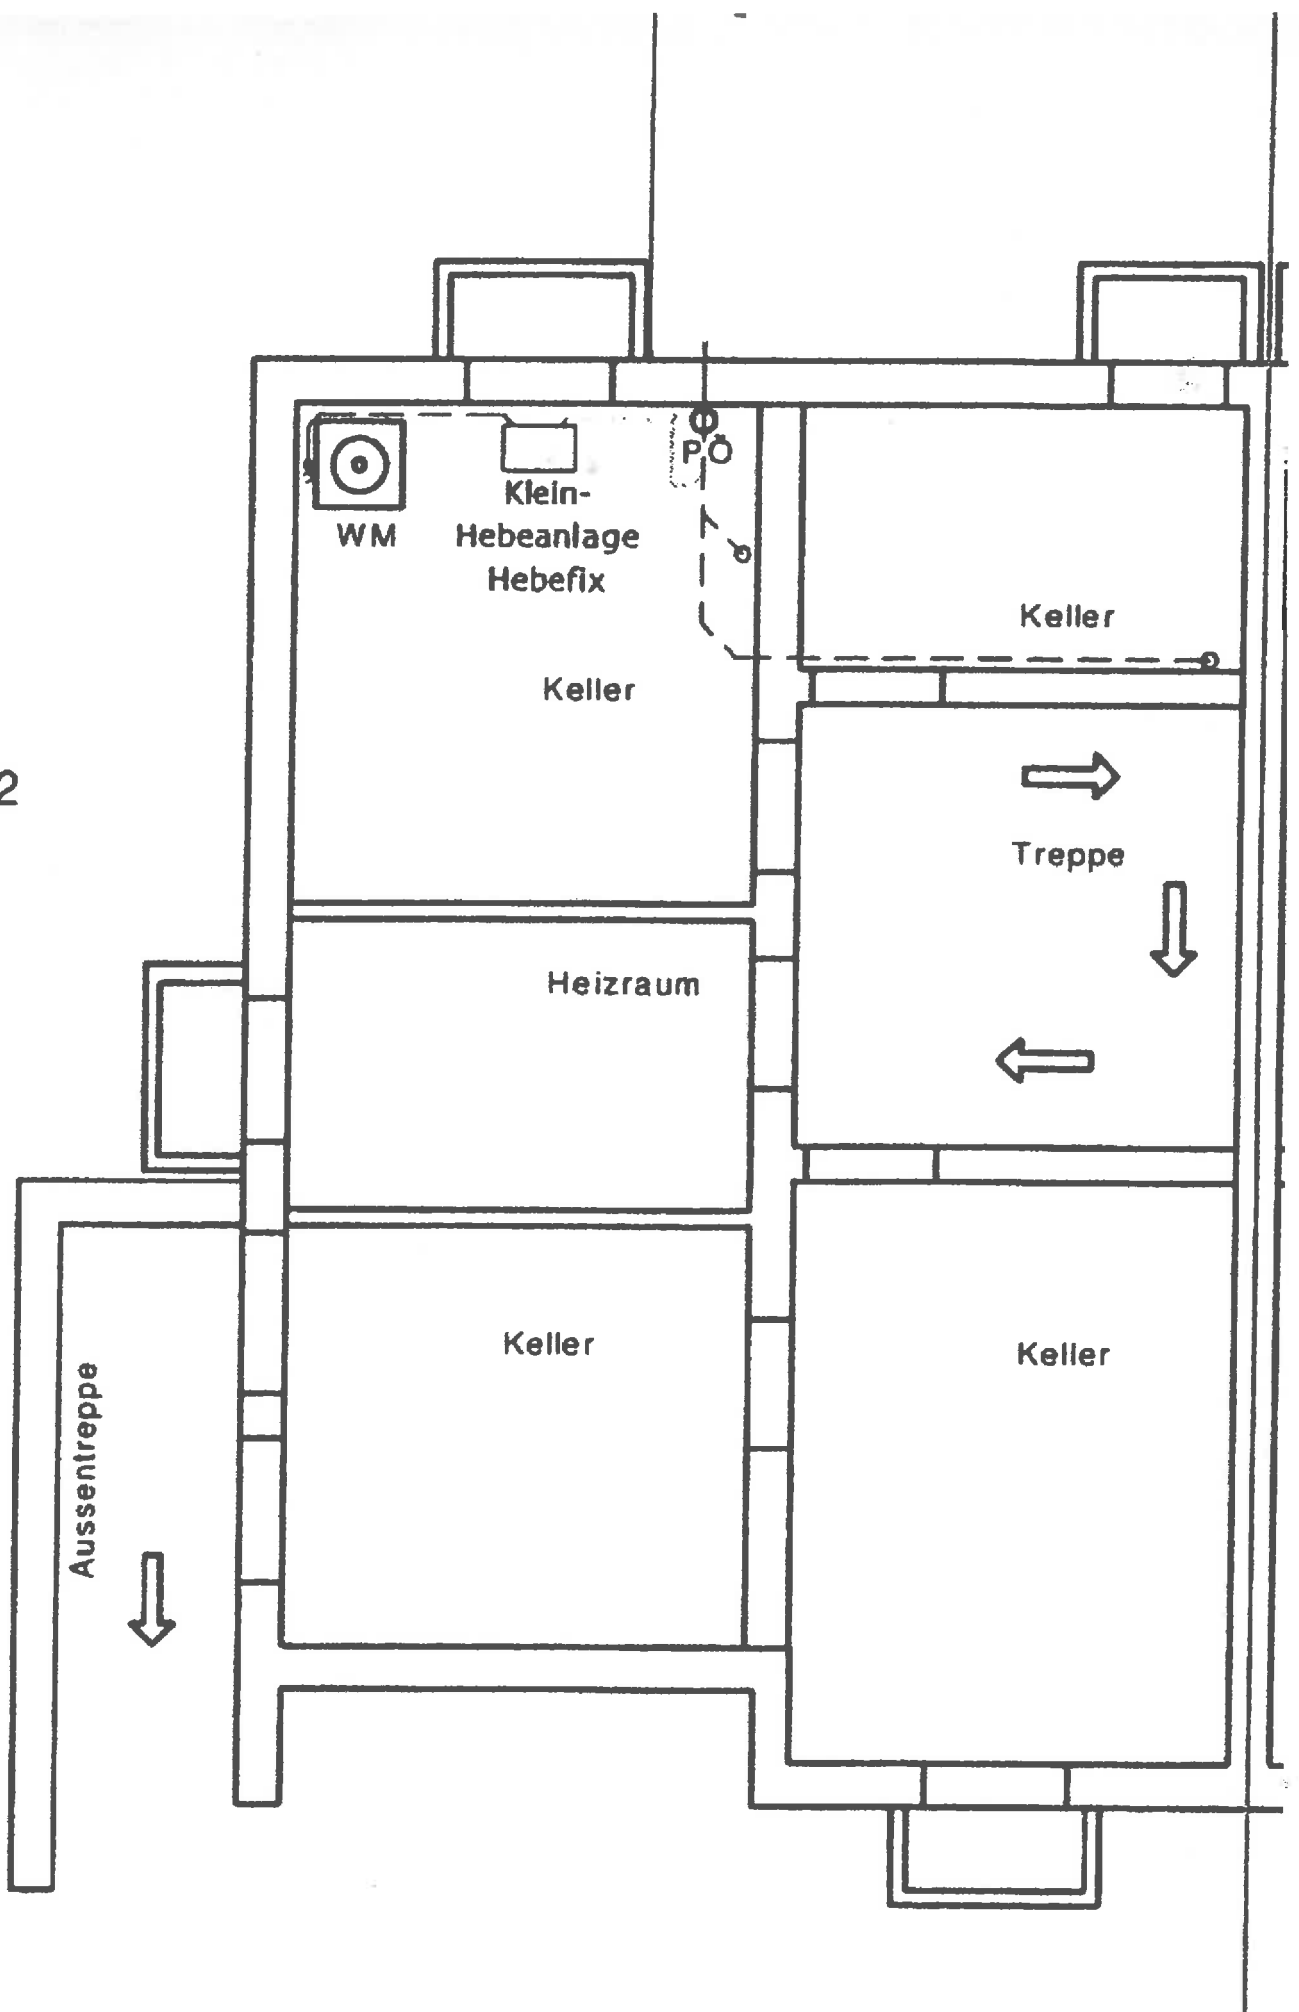 PÖ
Klein-
WM
Hebeanlage
Hebefix
Keller
Keller
2
Treppe
Heizraum
Keller
Keller
Aussentreppe